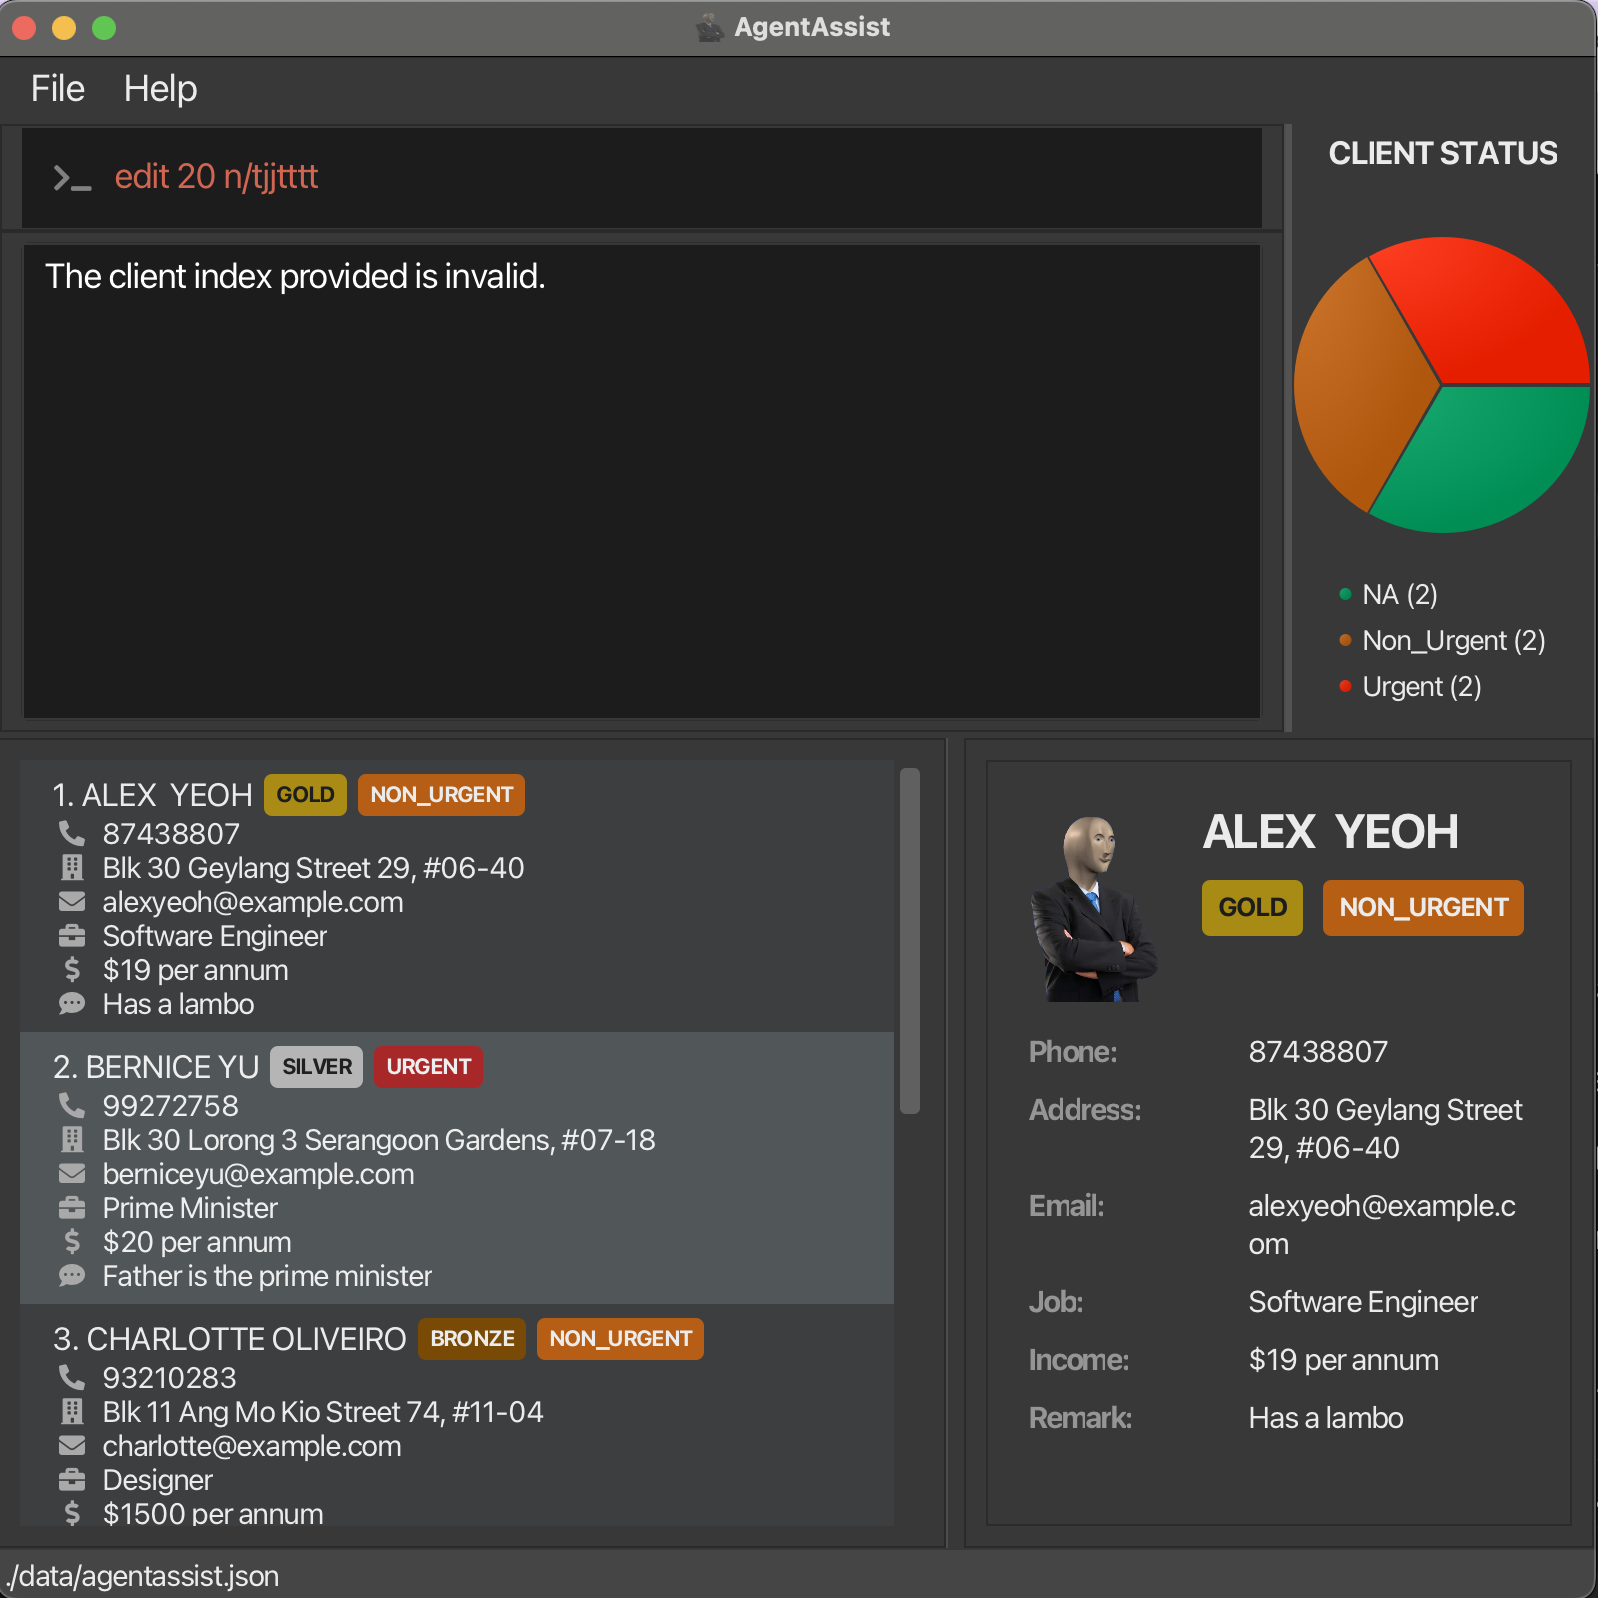 AgentAssist
File Help
edit 20 n/tjjtttt
The client index provided is invalid.
CLIENT STATUS
NA (2)
Non_Urgent (2)
Urgent (2)
1. ALEX  YEOH GOLD NON_URGENT
87438807
Blk 30 Geylang Street 29, #06-40
alexyeoh@example.com
Software Engineer
$19 per annum
Has a lambo
2. BERNICE YU SILVER URGENT
99272758
Blk 30 Lorong 3 Serangoon Gardens, #07-18
berniceyu@example.com
Prime Minister
$20 per annum
Father is the prime minister
3. CHARLOTTE OLIVEIRO BRONZE NON_URGENT
93210283
Blk 11 Ang Mo Kio Street 74, #11-04
charlotte@example.com
Designer
$1500 per annum
ALEX  YEOH
GOLD NON_URGENT
Phone: 87438807
Address: Blk 30 Geylang Street
29, #06-40
Email: alexyeoh@example.c
om
Job: Software Engineer
Income: $19 per annum
Remark: Has a lambo
./data/agentassist.json